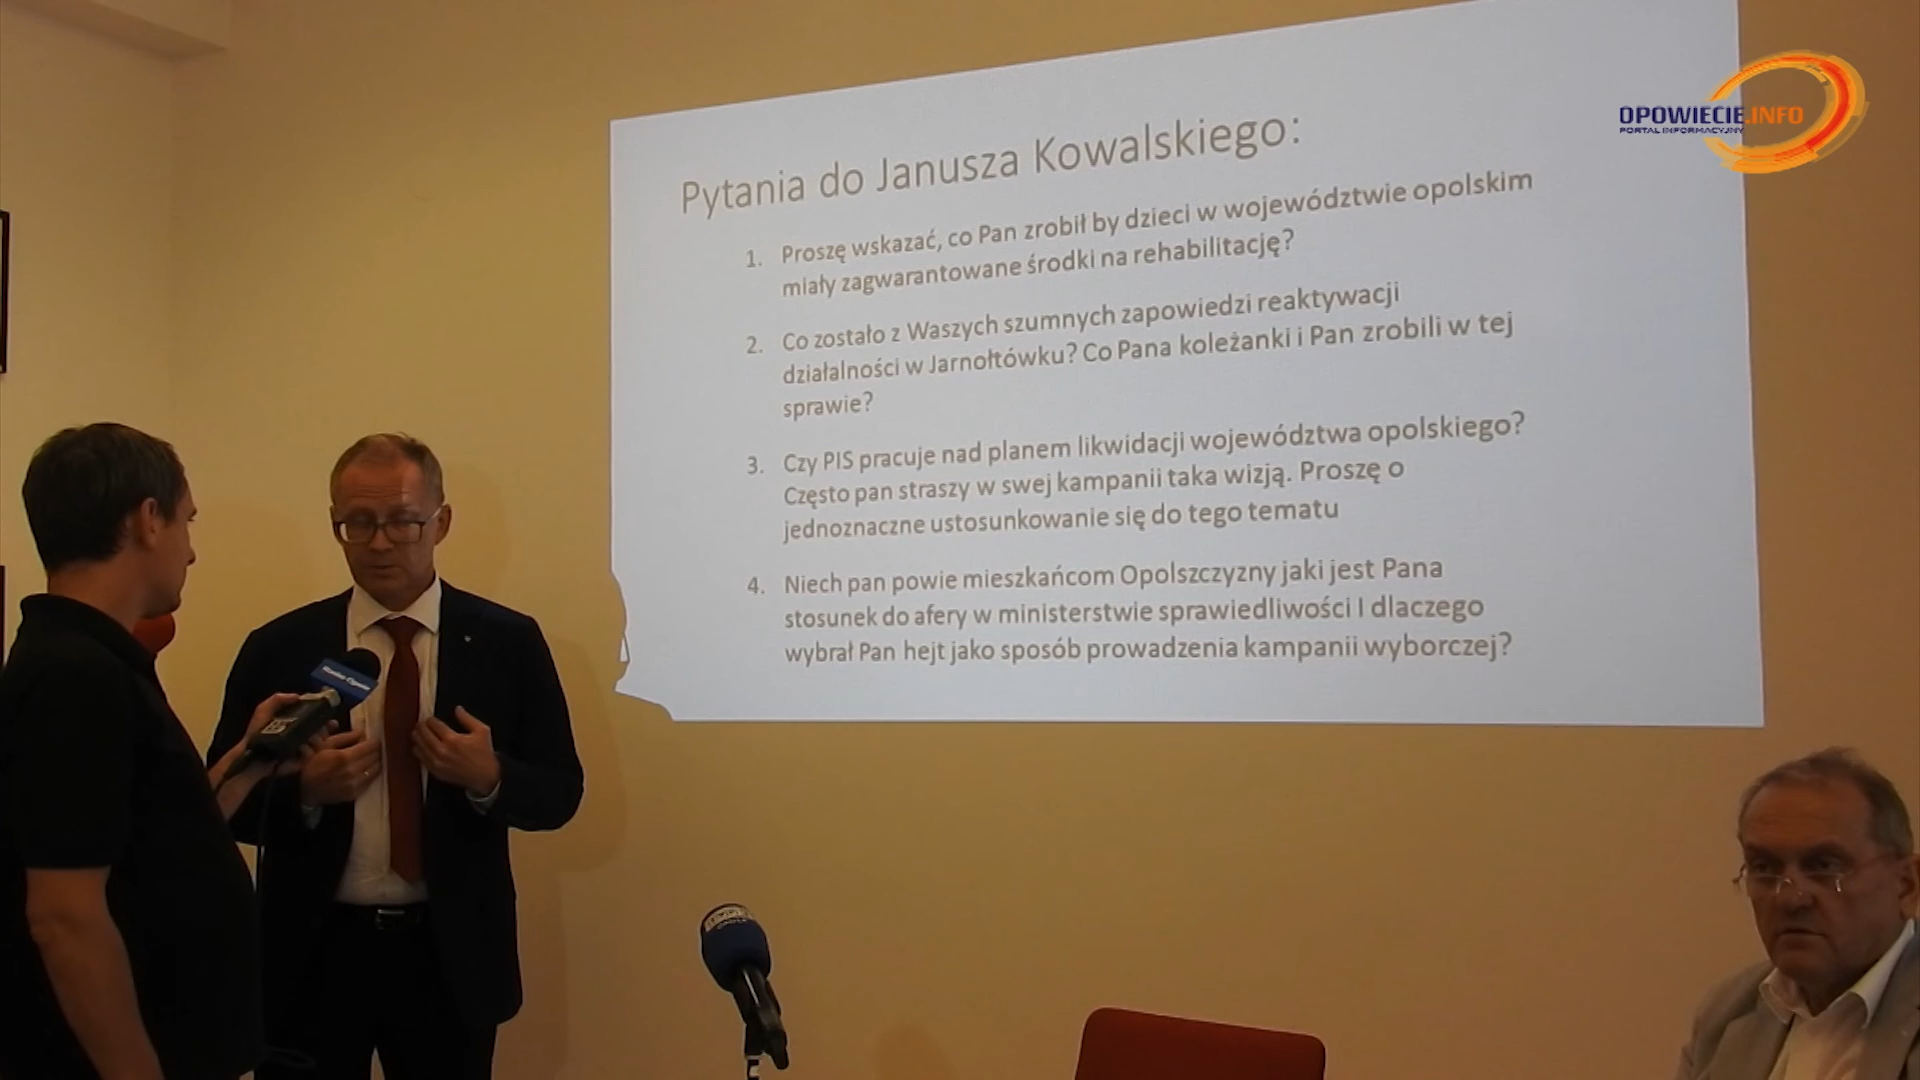 OPOWIECIE.INFO
PORTAL INFORMACYJNY
Pytania do Janusza Kowalskiego:
1. Proszę wskazać, co Pan zrobił by dzieci w województwie opolskim
miały zagwarantowane środki na rehabilitację?
2. Co zostało z Waszych szumnych zapowiedzi reaktywacji
działalności w Jarnołtówku? Co Pana koleżanki i Pan zrobili w tej
sprawie?
3. Czy PIS pracuje nad planem likwidacji województwa opolskiego?
Często pan straszy w swej kampanii taka wizją. Proszę o
jednoznaczne ustosunkowanie się do tego tematu
4. Niech pan powie mieszkańcom Opolszczyzny jaki jest Pana
stosunek do afery w ministerstwie sprawiedliwości I dlaczego
wybrał Pan hejt jako sposób prowadzenia kampanii wyborczej?